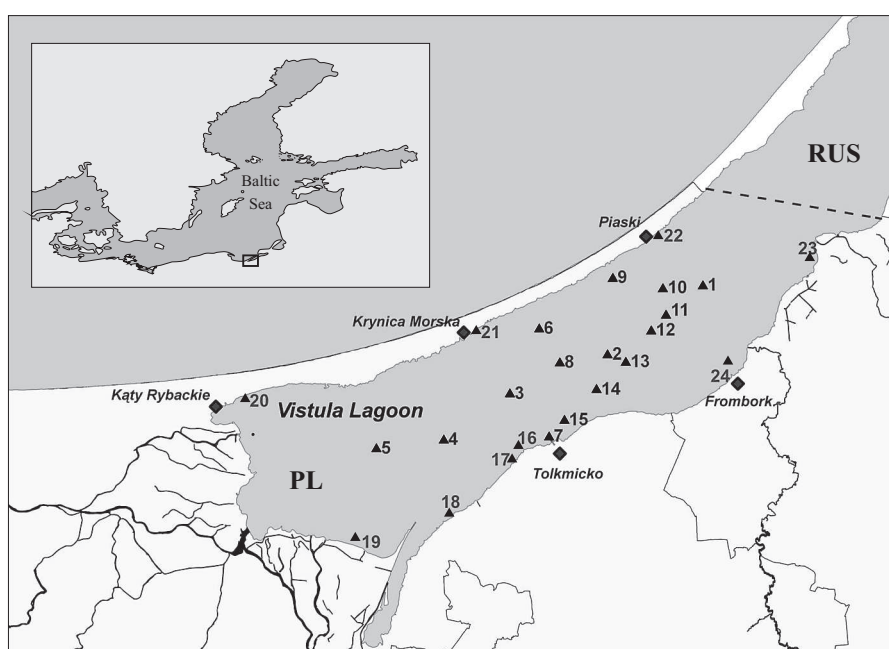 Baltic
Sea
RUS
Piaski
22
23
9
10
1
11
Krynica Morska
21
6
12
2
13
8
24
Kąty Rybackie
20
3
14
Frombork
Vistula Lagoon
15
4
16
7
5
17
Tolkmicko
PL
18
19